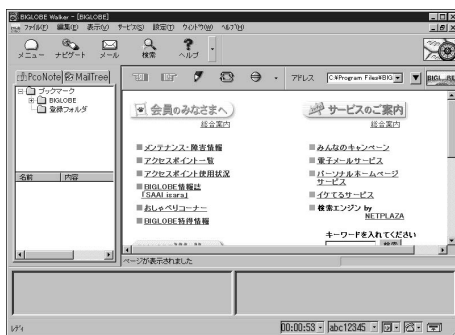 BIGLOBE Walker - [BIGLOBE]
ファイル(F) 編集(E) 表示(V) サービス(S) 設定(T) ウィンドウ(W) ヘルプ(H)
メニュー ナビゲート メール 検索 ヘルプ
PcoNote MailTree
アドレス C:¥Program Files¥BIG
BIGL
ブックマーク
BIGLOBE
登録フォルダ
名前 内容
会員のみなさまへ
総合案内
メンテナンス・障害情報
アクセスポイント一覧
アクセスポイント使用状況
BIGLOBE情報誌
「SAAI isara」
おしゃべりコーナー
BIGLOBE特得情報
サービスのご案内
総合案内
みんなのキャンペーン
電子メールサービス
パーソナルホームページ
サービス
イケてるサービス
検索エンジン by
NETPLAZA
キーワードを入れてください
検索
ページが表示されました
レディ
00:00:53 abc12345